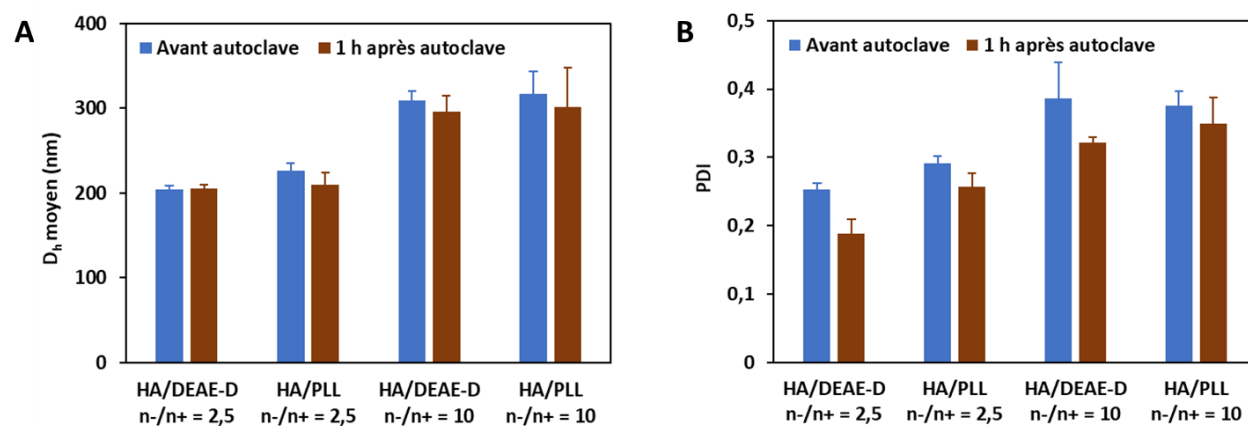 A
400
300
200
100
0
D_h moyen (nm)
Avant autoclave
1 h après autoclave
HA/DEAE-D
n-/n+ = 2,5
HA/PLL
n-/n+ = 2,5
HA/DEAE-D
n-/n+ = 10
HA/PLL
n-/n+ = 10
B
0,5
0,4
0,3
0,2
0,1
0
PDI
Avant autoclave
1 h après autoclave
HA/DEAE-D
n-/n+ = 2,5
HA/PLL
n-/n+ = 2,5
HA/DEAE-D
n-/n+ = 10
HA/PLL
n-/n+ = 10